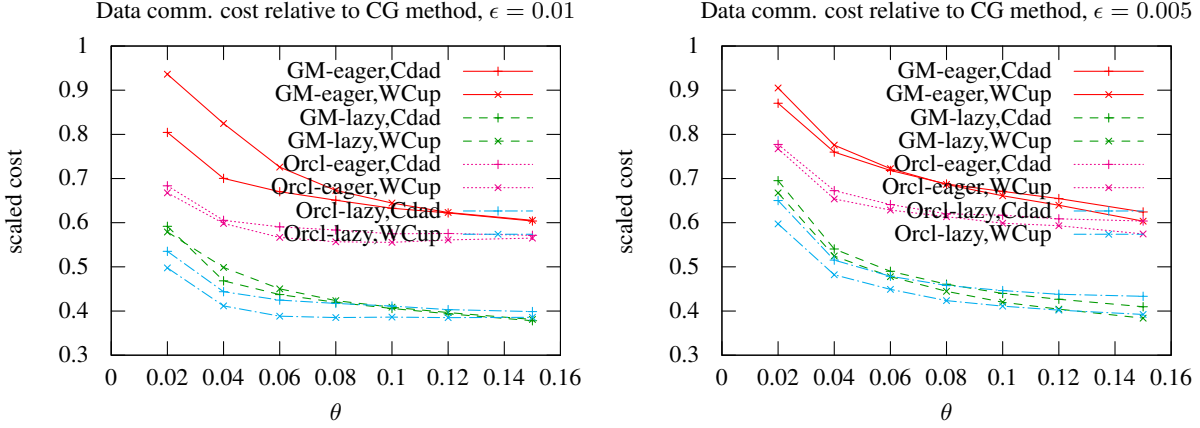 Data comm. cost relative to CG method, ϵ = 0.01
1
0.9
0.8
0.7
0.6
0.5
0.4
0.3
scaled cost
GM-eager,Cdad
GM-eager,WCup
GM-lazy,Cdad
GM-lazy,WCup
Orcl-eager,Cdad
Orcl-eager,WCup
Orcl-lazy,Cdad
Orcl-lazy,WCup
0 0.02 0.04 0.06 0.08 0.1 0.12 0.14 0.16
θ
Data comm. cost relative to CG method, ϵ = 0.005
1
0.9
0.8
0.7
0.6
0.5
0.4
0.3
scaled cost
GM-eager,Cdad
GM-eager,WCup
GM-lazy,Cdad
GM-lazy,WCup
Orcl-eager,Cdad
Orcl-eager,WCup
Orcl-lazy,Cdad
Orcl-lazy,WCup
0 0.02 0.04 0.06 0.08 0.1 0.12 0.14 0.16
θ